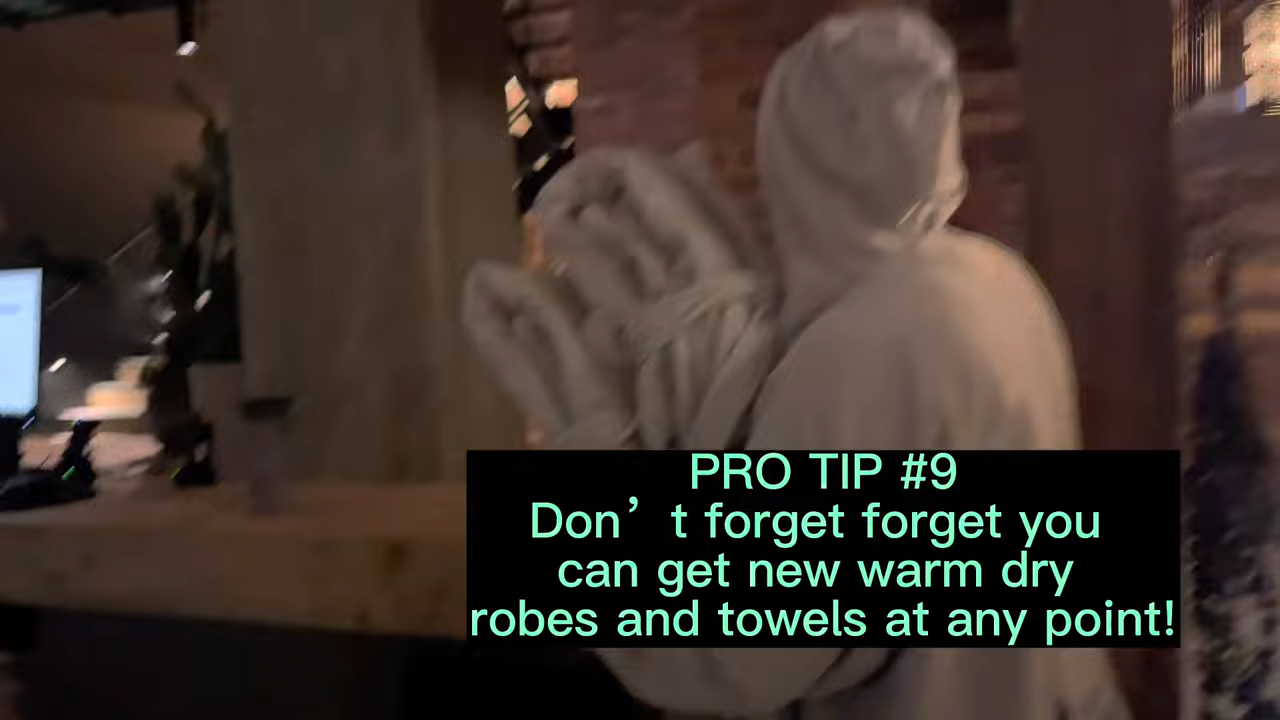 PRO TIP #9
Don’t forget forget you
can get new warm dry
robes and towels at any point!